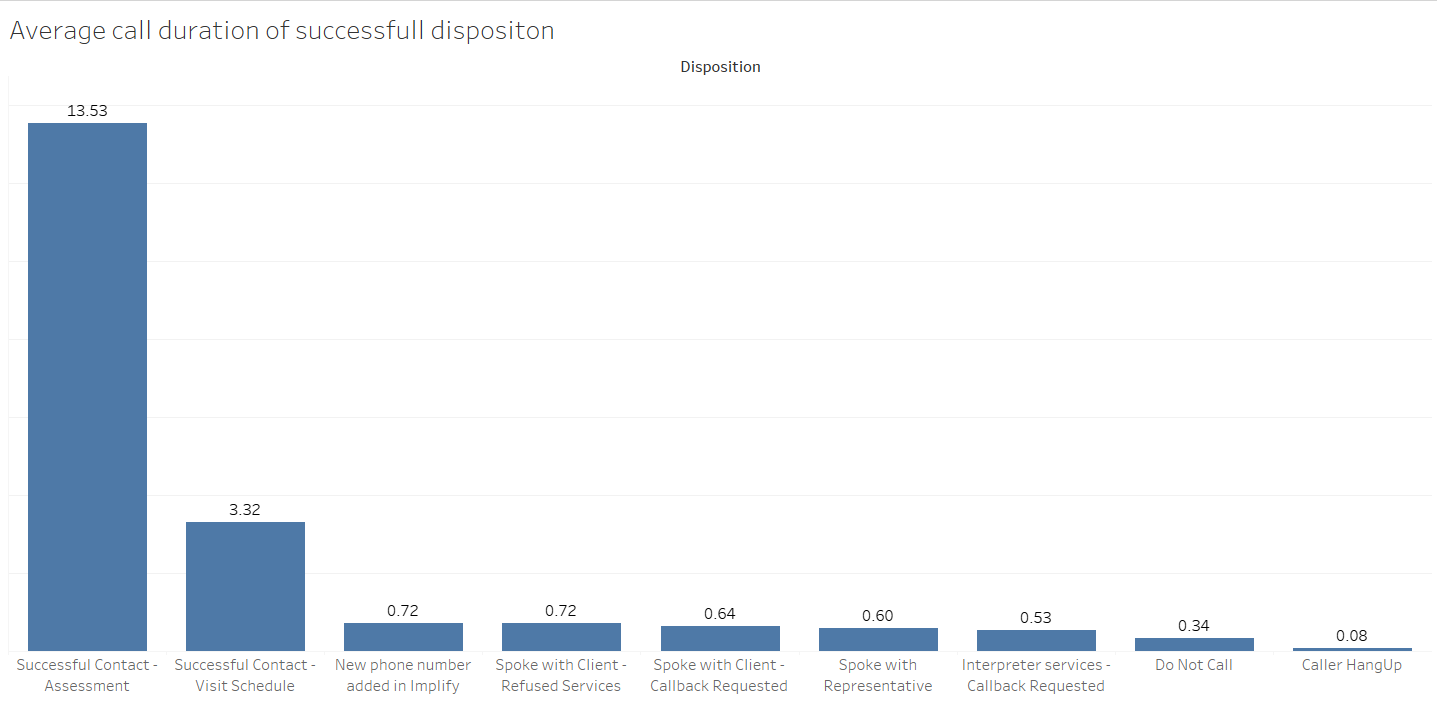 Average call duration of successfull dispositon
Disposition
13.53
3.32
0.72
0.72
0.64
0.60
0.53
0.34
0.08
Successful Contact -
Assessment
Successful Contact -
Visit Schedule
New phone number
added in Implify
Spoke with Client -
Refused Services
Spoke with Client -
Callback Requested
Spoke with
Representative
Interpreter services -
Callback Requested
Do Not Call
Caller HangUp